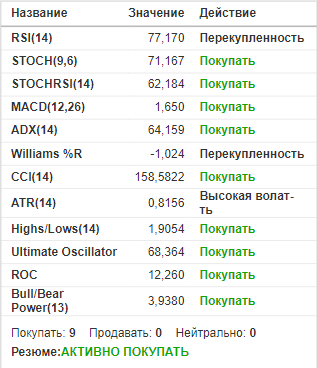 Название Значение Действие
RSI(14) 77,170 Перекупленность
STOCH(9,6) 71,167 Покупать
STOCHRSI(14) 62,184 Покупать
MACD(12,26) 1,650 Покупать
ADX(14) 64,159 Покупать
Williams %R -1,024 Перекупленность
CCI(14) 158,5822 Покупать
ATR(14) 0,8156 Высокая волат-
ть
Highs/Lows(14) 1,9054 Покупать
Ultimate Oscillator 68,364 Покупать
ROC 12,260 Покупать
Bull/Bear
Power(13) 3,9380 Покупать
Покупать: 9 Продавать: 0 Нейтрально: 0
Резюме:АКТИВНО ПОКУПАТЬ